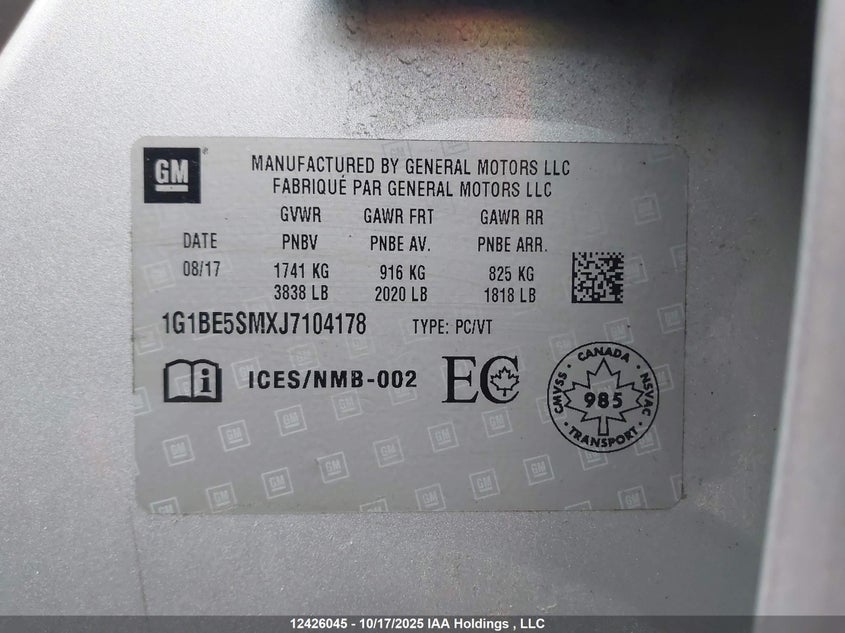 GM
MANUFACTURED BY GENERAL MOTORS LLC
FABRIQUÉ PAR GENERAL MOTORS LLC
GVWR GAWR FRT GAWR RR
DATE PNBV PNBE AV. PNBE ARR.
08/17 1741 KG 916 KG 825 KG
3838 LB 2020 LB 1818 LB
1G1BE5SMXJ7104178 TYPE: PC/VT
i ICES/NMB-002 EC
CANADA
CMVSS 985 NSVAC
TRANSPORT
12426045 - 10/17/2025 IAA Holdings , LLC